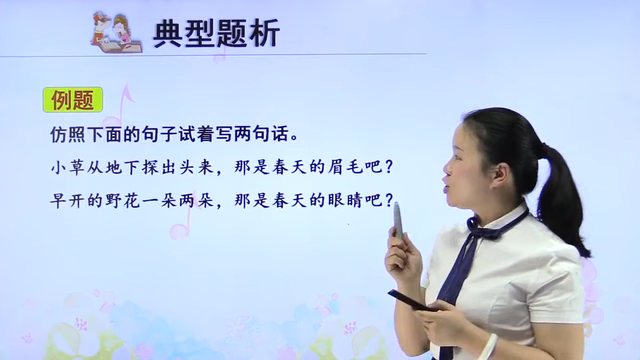 典型题析
例题
仿照下面的句子试着写两句话。
小草从地下探出头来，那是春天的眉毛吧？
早开的野花一朵两朵，那是春天的眼睛吧？